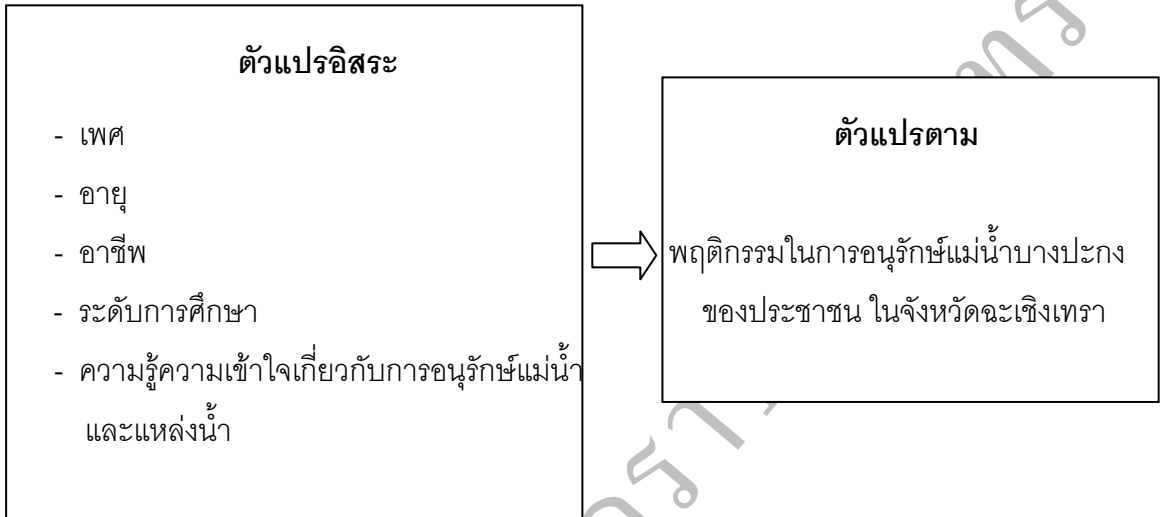 ตัวแปรอิสระ
- เพศ
- อายุ
- อาชีพ
- ระดับการศึกษา
- ความรู้ความเข้าใจเกี่ยวกับการอนุรักษ์แม่น้ำ
และแหล่งน้ำ
ตัวแปรตาม
พฤติกรรมในการอนุรักษ์แม่น้ำบางปะกง
ของประชาชน ในจังหวัดฉะเชิงเทรา